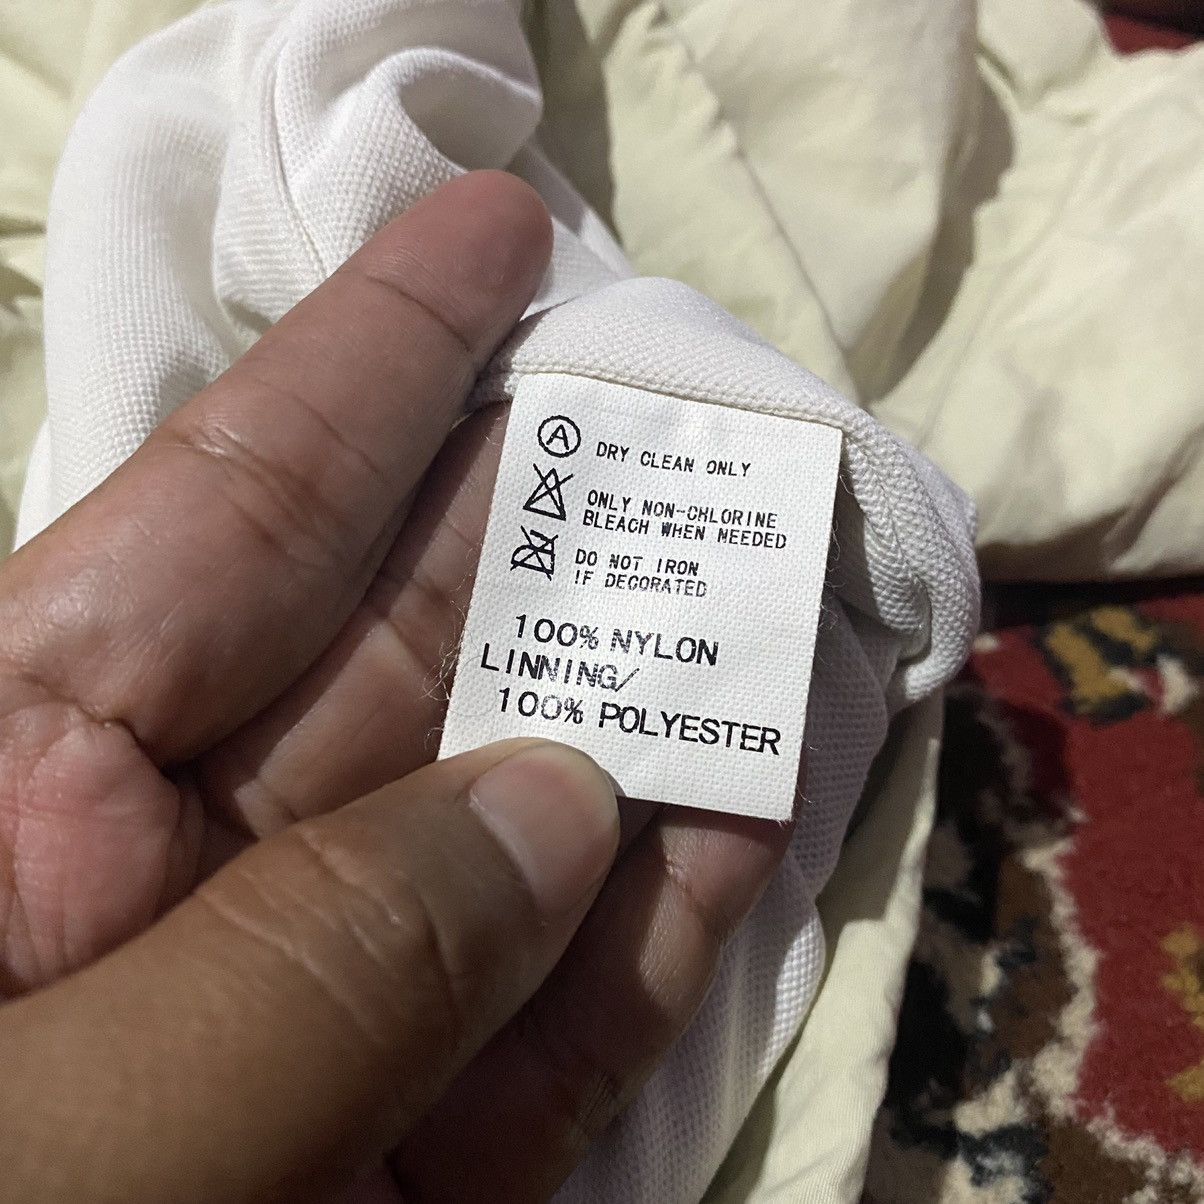 A
DRY CLEAN ONLY
ONLY NON-CHLORINE
BLEACH WHEN NEEDED
DO NOT IRON
IF DECORATED
100% NYLON
LINNING/
100% POLYESTER